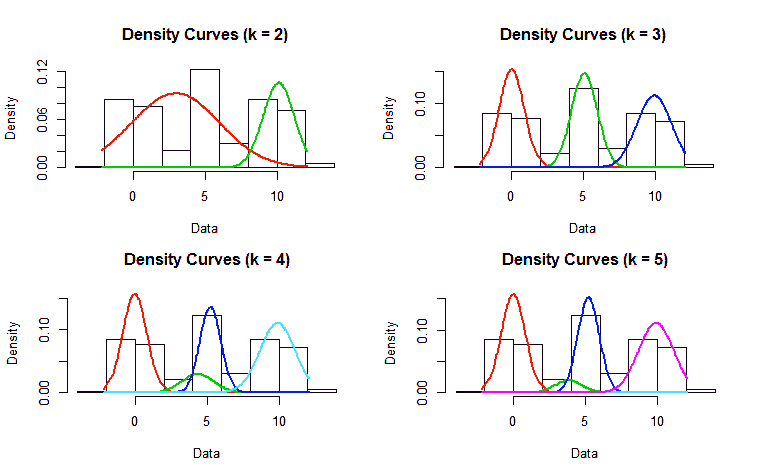 Density Curves (k = 2)
Density
0.00 0.06 0.12
0 5 10
Data
Density Curves (k = 3)
Density
0.00 0.10
0 5 10
Data
Density Curves (k = 4)
Density
0.00 0.10
0 5 10
Data
Density Curves (k = 5)
Density
0.00 0.10
0 5 10
Data